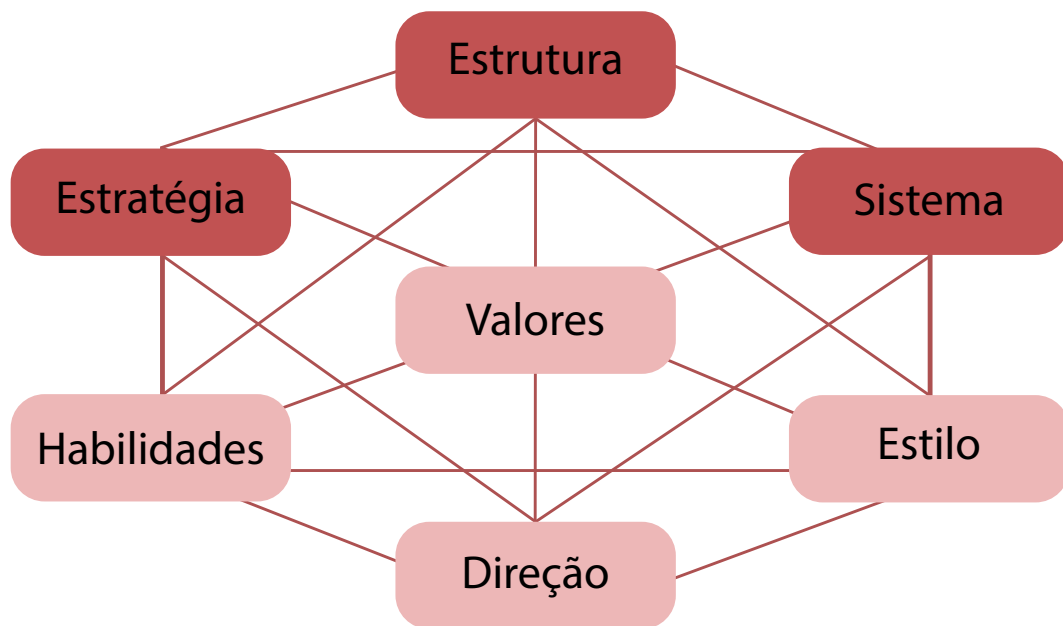 Estrutura
Estratégia
Sistema
Valores
Habilidades
Estilo
Direção